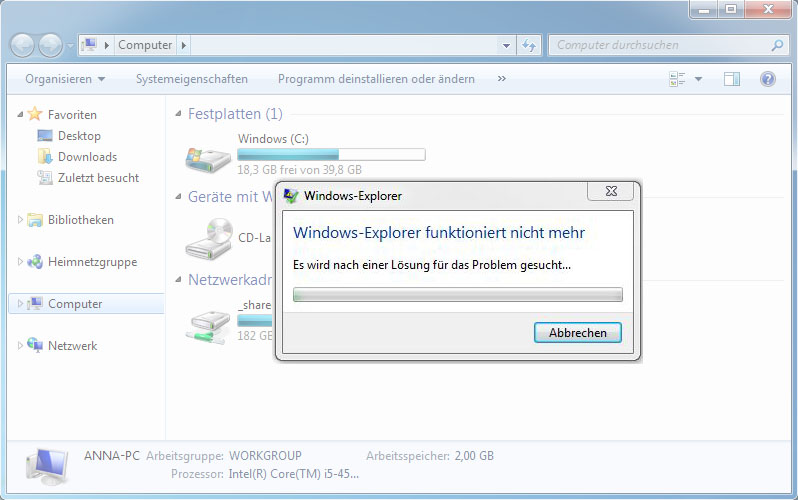 Computer
Computer durchsuchen
Organisieren Systemeigenschaften Programm deinstallieren oder ändern »
Favoriten
Desktop
Downloads
Zuletzt besucht
Bibliotheken
Heimnetzgruppe
Computer
Netzwerk
Festplatten (1)
Windows (C:)
18,3 GB frei von 39,8 GB
Geräte mit W
CD-La
Netzwerkadr
_share
182 GB
Windows-Explorer
Windows-Explorer funktioniert nicht mehr
Es wird nach einer Lösung für das Problem gesucht...
Abbrechen
ANNA-PC Arbeitsgruppe: WORKGROUP Arbeitsspeicher: 2,00 GB
Prozessor: Intel(R) Core(TM) i5-45...